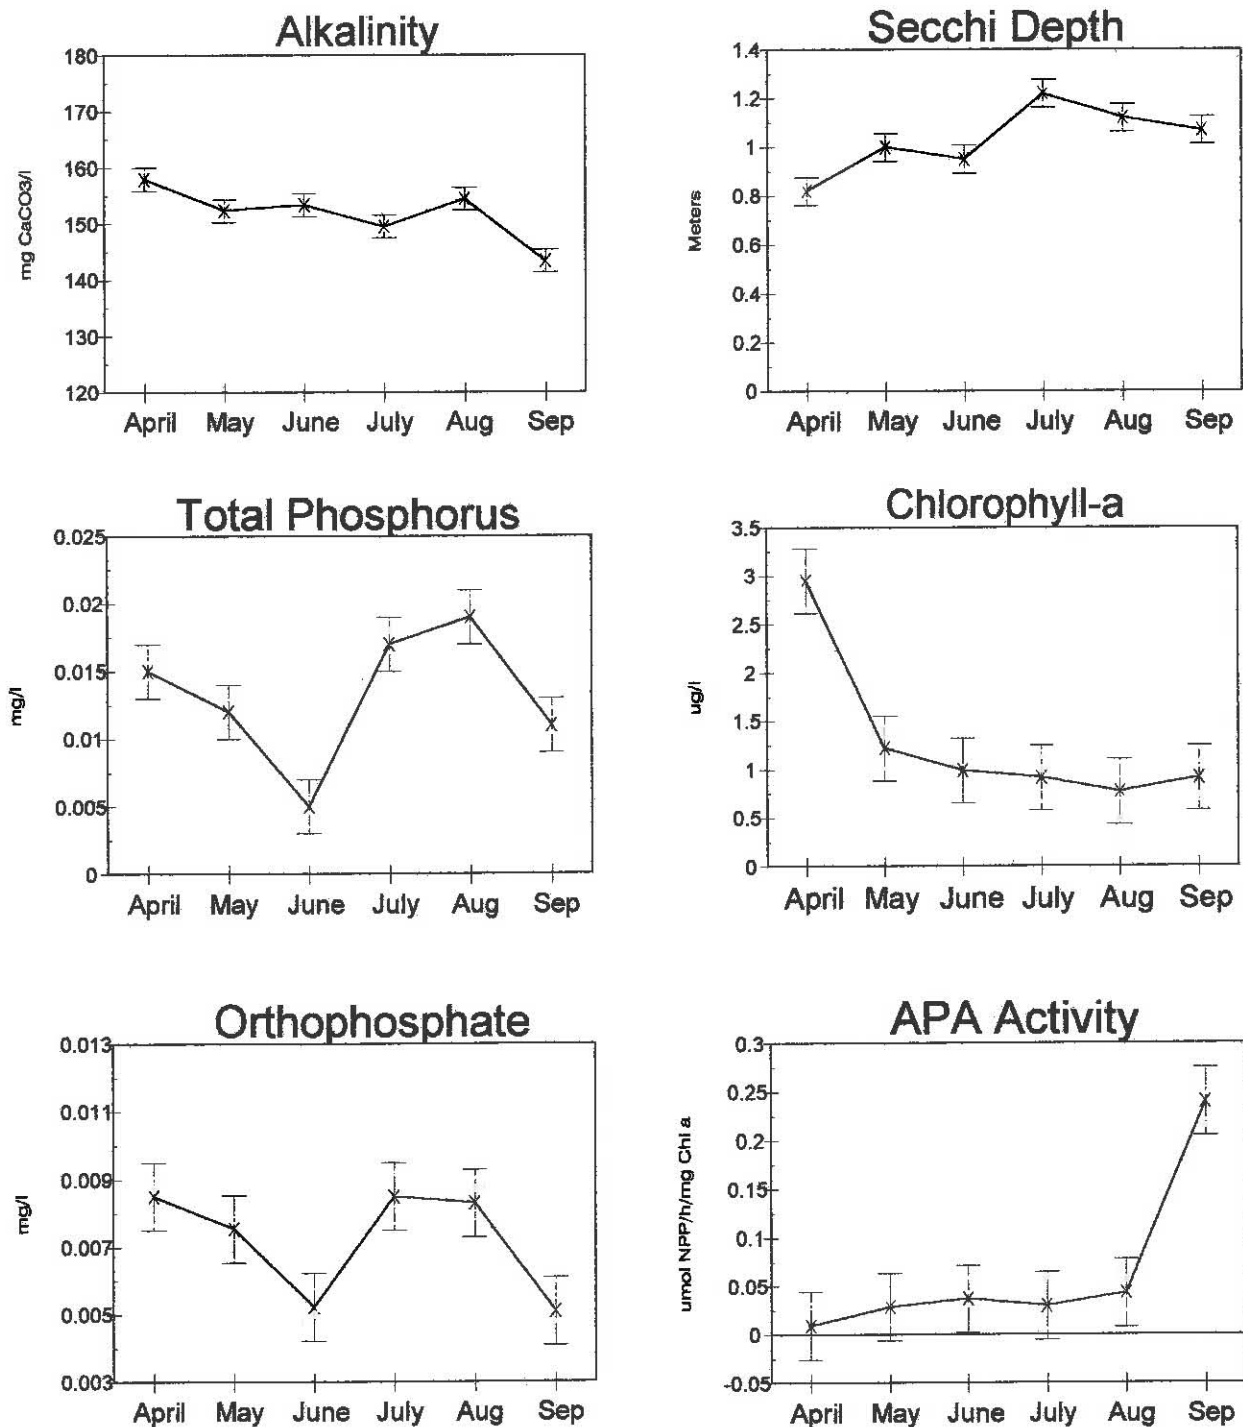 Alkalinity
180
170
160
150
140
130
120
mg CaCO3/l
April May June July Aug Sep
Secchi Depth
1.4
1.2
1
0.8
0.6
0.4
0.2
0
Meters
April May June July Aug Sep
Total Phosphorus
0.025
0.02
0.015
0.01
0.005
0
mg/l
April May June July Aug Sep
Chlorophyll-a
3.5
3
2.5
2
1.5
1
0.5
0
ug/l
April May June July Aug Sep
Orthophosphate
0.013
0.011
0.009
0.007
0.005
0.003
mg/l
April May June July Aug Sep
APA Activity
0.3
0.25
0.2
0.15
0.1
0.05
0
-0.05
umol NPP/h/mg Chl a
April May June July Aug Sep